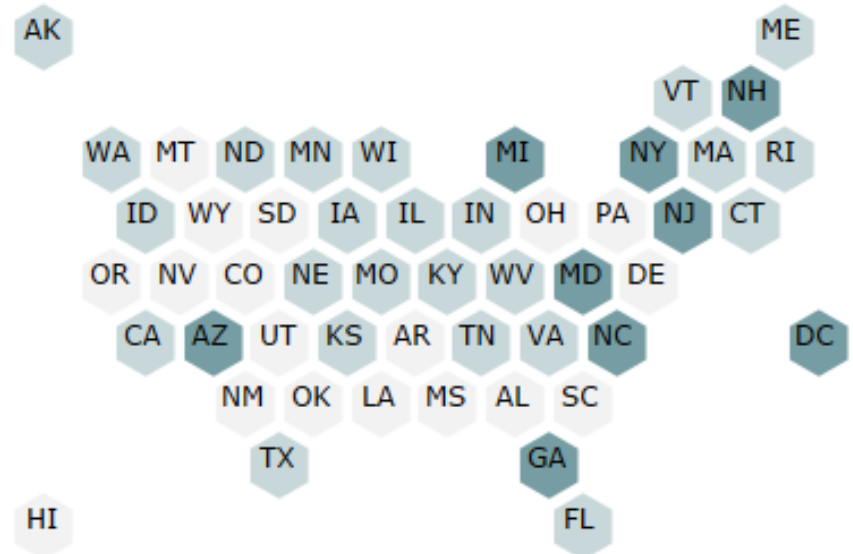 AK ME
VT NH
WA MT ND MN WI MI NY MA RI
ID WY SD IA IL IN OH PA NJ CT
OR NV CO NE MO KY WV MD DE
CA AZ UT KS AR TN VA NC DC
NM OK LA MS AL SC
TX GA
HI FL